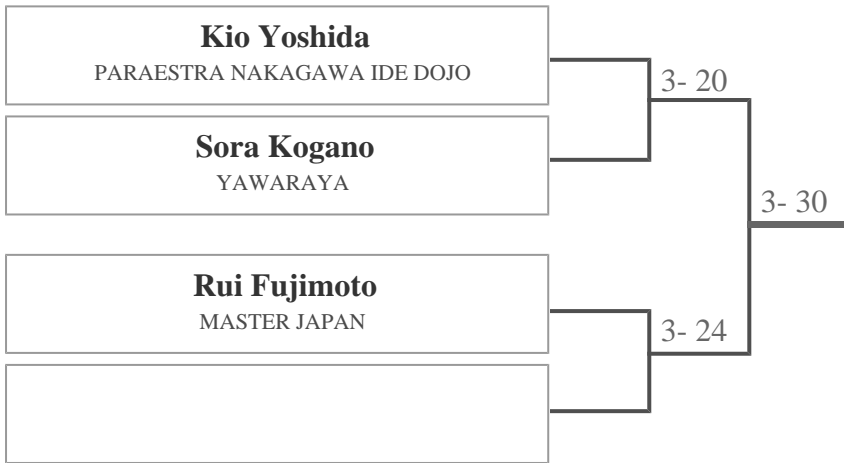 Kio Yoshida
PARAESTRA NAKAGAWA IDE DOJO
3- 20
Sora Kogano
YAWARAYA
3- 30
Rui Fujimoto
MASTER JAPAN
3- 24